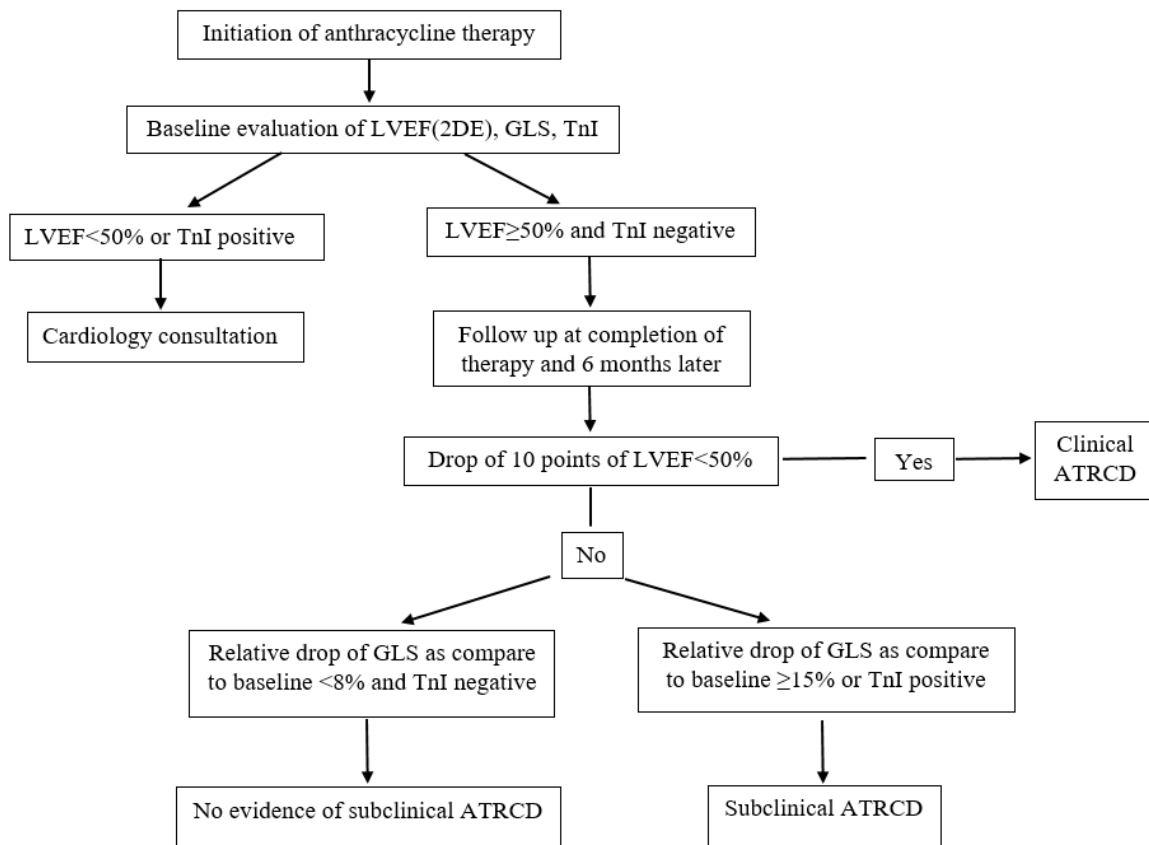 Initiation of anthracycline therapy
Baseline evaluation of LVEF(2DE), GLS, TnI
LVEF<50% or TnI positive
LVEF≥50% and TnI negative
Cardiology consultation
Follow up at completion of
therapy and 6 months later
Drop of 10 points of LVEF<50%
Yes
Clinical
ATRCD
No
Relative drop of GLS as compare
to baseline <8% and TnI negative
Relative drop of GLS as compare
to baseline ≥15% or TnI positive
No evidence of subclinical ATRCD
Subclinical ATRCD